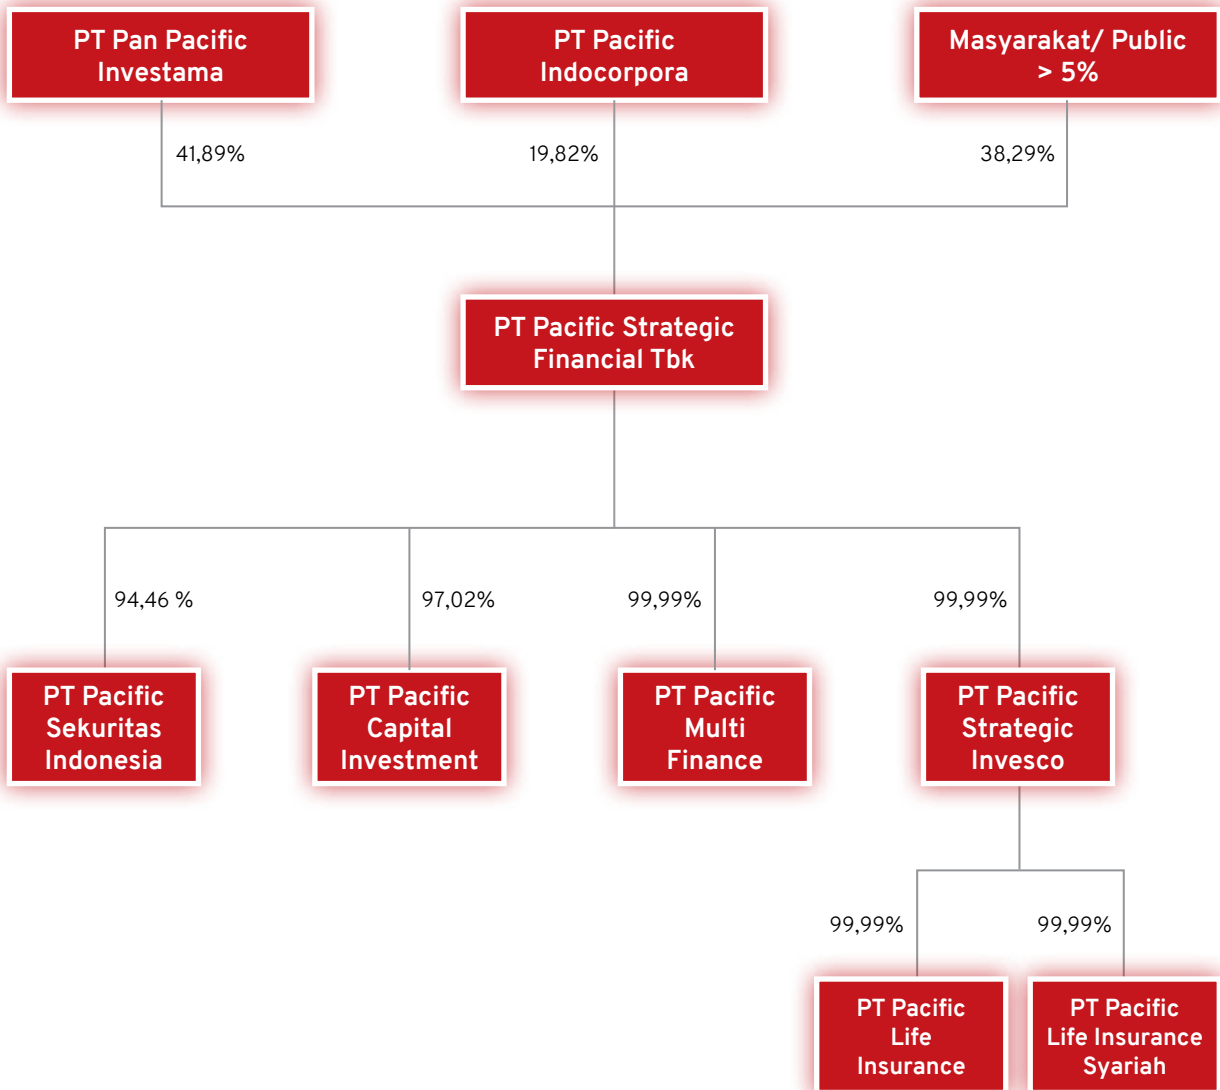 PT Pan Pacific
Investama
PT Pacific
Indocorpora
Masyarakat/ Public
> 5%
41,89%
19,82%
38,29%
PT Pacific Strategic
Financial Tbk
94,46 %
97,02%
99,99%
99,99%
PT Pacific
Sekuritas
Indonesia
PT Pacific
Capital
Investment
PT Pacific
Multi
Finance
PT Pacific
Strategic
Invesco
99,99%
99,99%
PT Pacific
Life
Insurance
PT Pacific
Life Insurance
Syariah